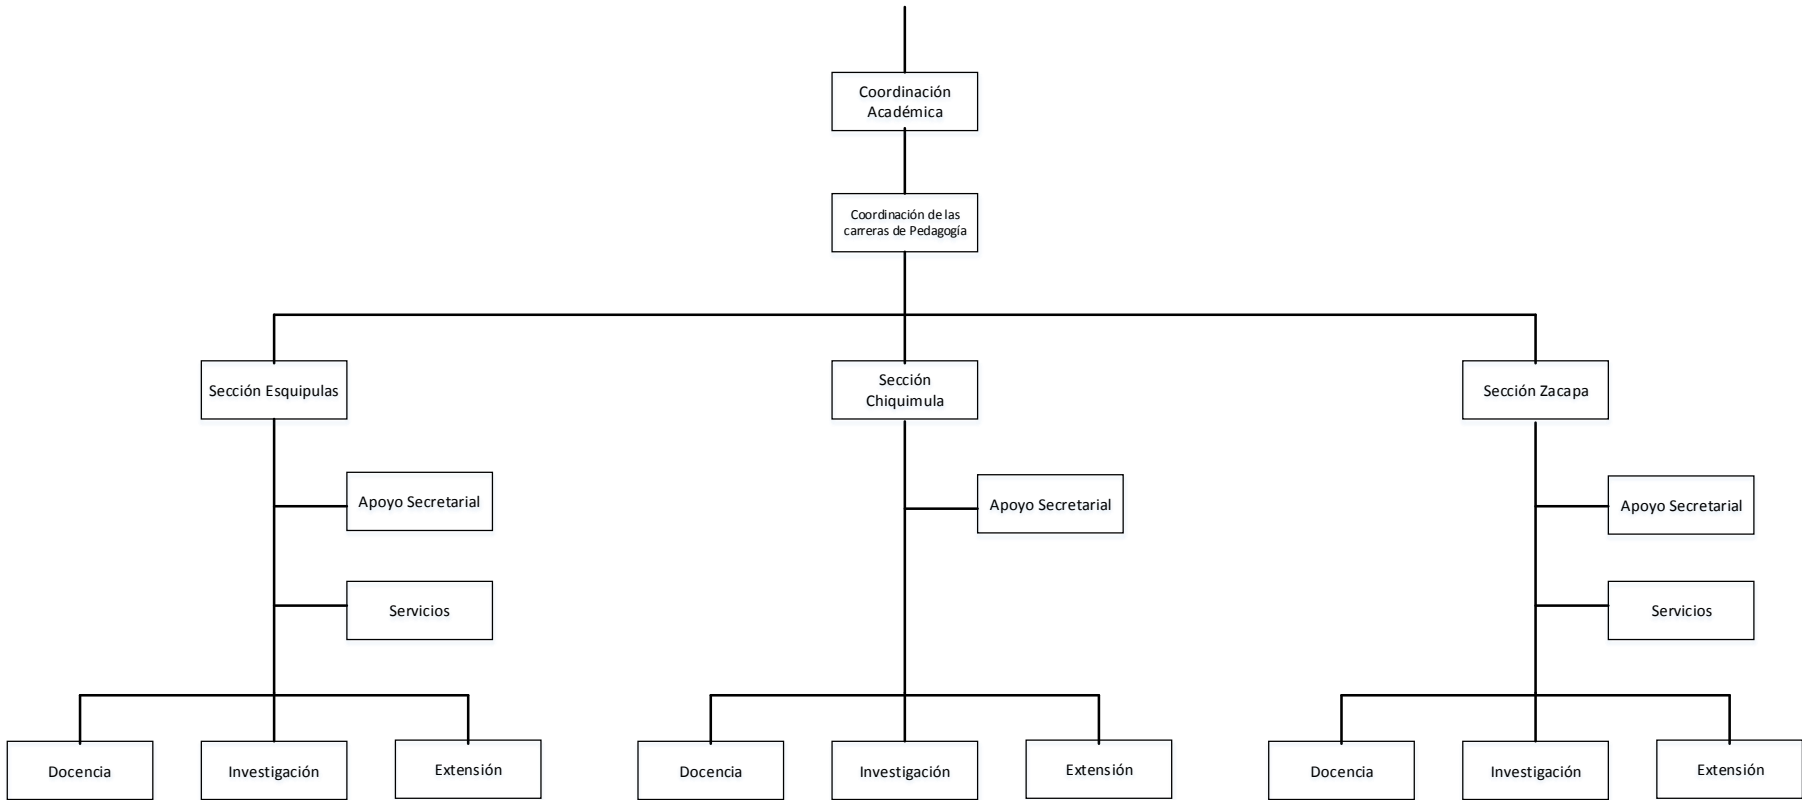 Coordinación
Académica
Coordinación de las
carreras de Pedagogía
Sección Esquipulas
Sección
Chiquimula
Sección Zacapa
Apoyo Secretarial
Apoyo Secretarial
Apoyo Secretarial
Servicios
Servicios
Docencia
Investigación
Extensión
Docencia
Investigación
Extensión
Docencia
Investigación
Extensión